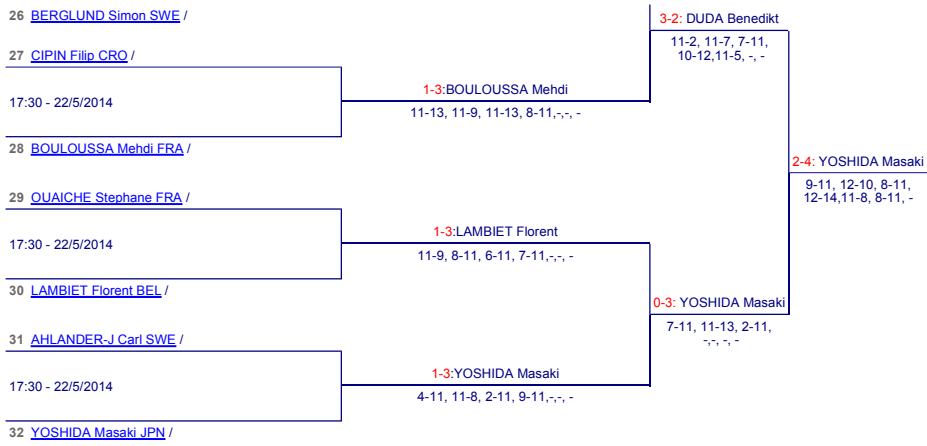 26 BERGLUND Simon SWE /
3-2: DUDA Benedikt
11-2, 11-7, 7-11,
10-12,11-5, -, -
27 CIPIN Filip CRO /
17:30 - 22/5/2014
1-3:BOULOUSSA Mehdi
11-13, 11-9, 11-13, 8-11,-,-, -
28 BOULOUSSA Mehdi FRA /
2-4: YOSHIDA Masaki
9-11, 12-10, 8-11,
12-14,11-8, 8-11, -
29 OUAICHE Stephane FRA /
17:30 - 22/5/2014
1-3:LAMBIET Florent
11-9, 8-11, 6-11, 7-11,-,-, -
30 LAMBIET Florent BEL /
0-3: YOSHIDA Masaki
7-11, 11-13, 2-11,
-,-, -, -
31 AHLANDER-J Carl SWE /
17:30 - 22/5/2014
1-3:YOSHIDA Masaki
4-11, 11-8, 2-11, 9-11,-,-, -
32 YOSHIDA Masaki JPN /